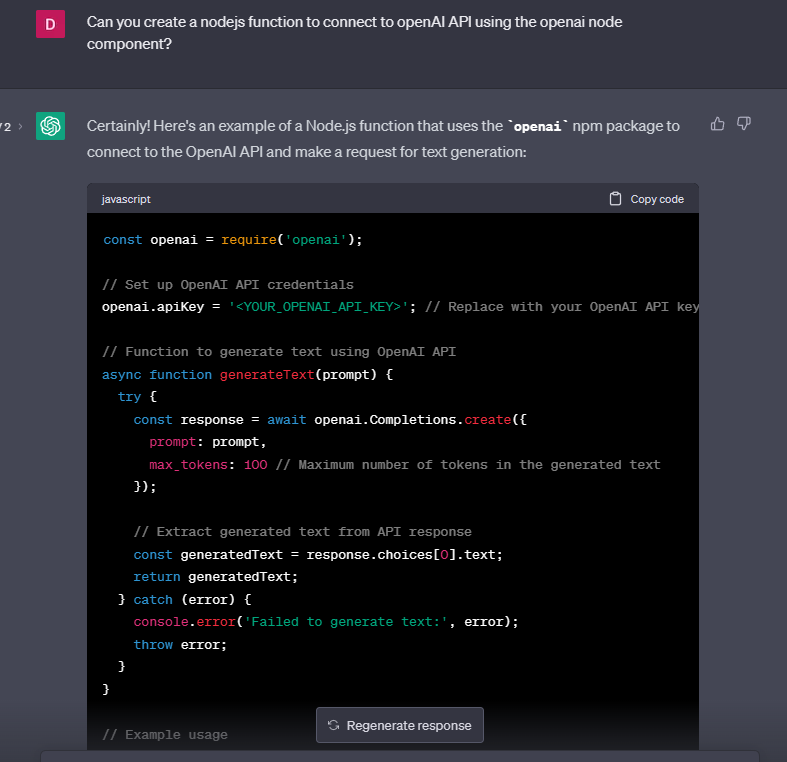 D
Can you create a nodejs function to connect to openAI API using the openai node
component?
/ 2 >
Certainly! Here's an example of a Node.js function that uses the `openai` npm package to
connect to the OpenAI API and make a request for text generation:
javascript
Copy code
const openai = require('openai');
// Set up OpenAI API credentials
openai.apiKey = '<YOUR_OPENAI_API_KEY>'; // Replace with your OpenAI API key
// Function to generate text using OpenAI API
async function generateText(prompt) {
  try {
    const response = await openai.Completions.create({
      prompt: prompt,
      max_tokens: 100 // Maximum number of tokens in the generated text
    });
    // Extract generated text from API response
    const generatedText = response.choices[0].text;
    return generatedText;
  } catch (error) {
    console.error('Failed to generate text:', error);
    throw error;
  }
}
Regenerate response
// Example usage